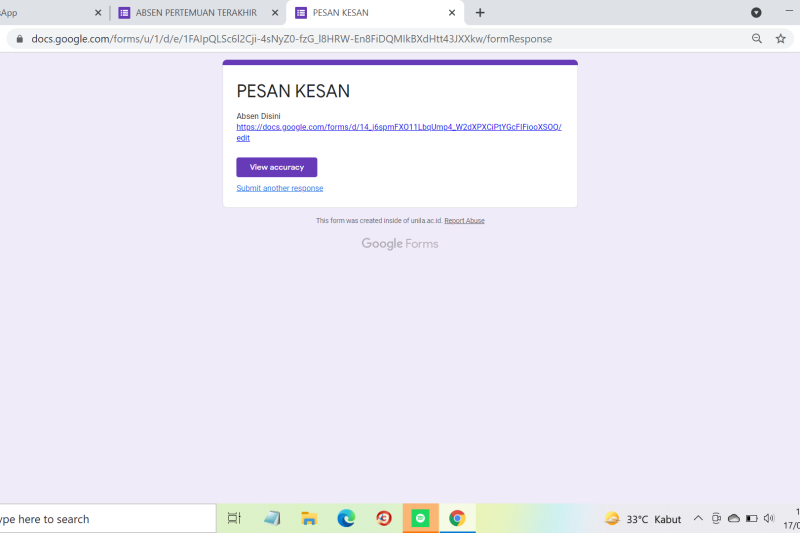 sApp
ABSEN PERTEMUAN TERAKHIR
PESAN KESAN
docs.google.com/forms/u/1/d/e/1FAIpQLSc6l2Cji-4sNyZ0-fzG_l8HRW-En8FiDQMIkBXdHtt43JXXkw/formResponse
PESAN KESAN
Absen Disini
https://docs.google.com/forms/d/14_i6spmFXO11LbqUmp4_W2dXPXCiPtYGcFIFiooXSOQ/
edit
View accuracy
Submit another response
This form was created inside of unila.ac.id. Report Abuse
Google Forms
ype here to search
33°C Kabut
1
17/0